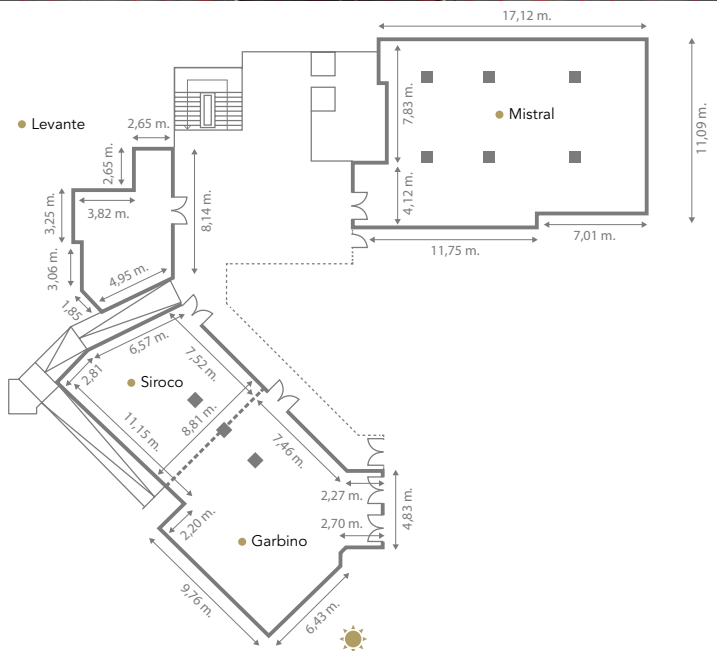 17,12 m.
7,83 m.
Mistral
11,09 m.
Levante
2,65 m.
2,65 m.
3,82 m.
8,14 m.
3,25 m.
4,12 m.
7,01 m.
11,75 m.
3,06 m.
4,95 m.
1,85
6,57 m.
7,52 m.
2,81
Siroco
11,15 m.
8,81 m.
7,46 m.
2,27 m.
4,83 m.
2,20 m.
2,70 m.
Garbino
9,76 m.
6,43 m.